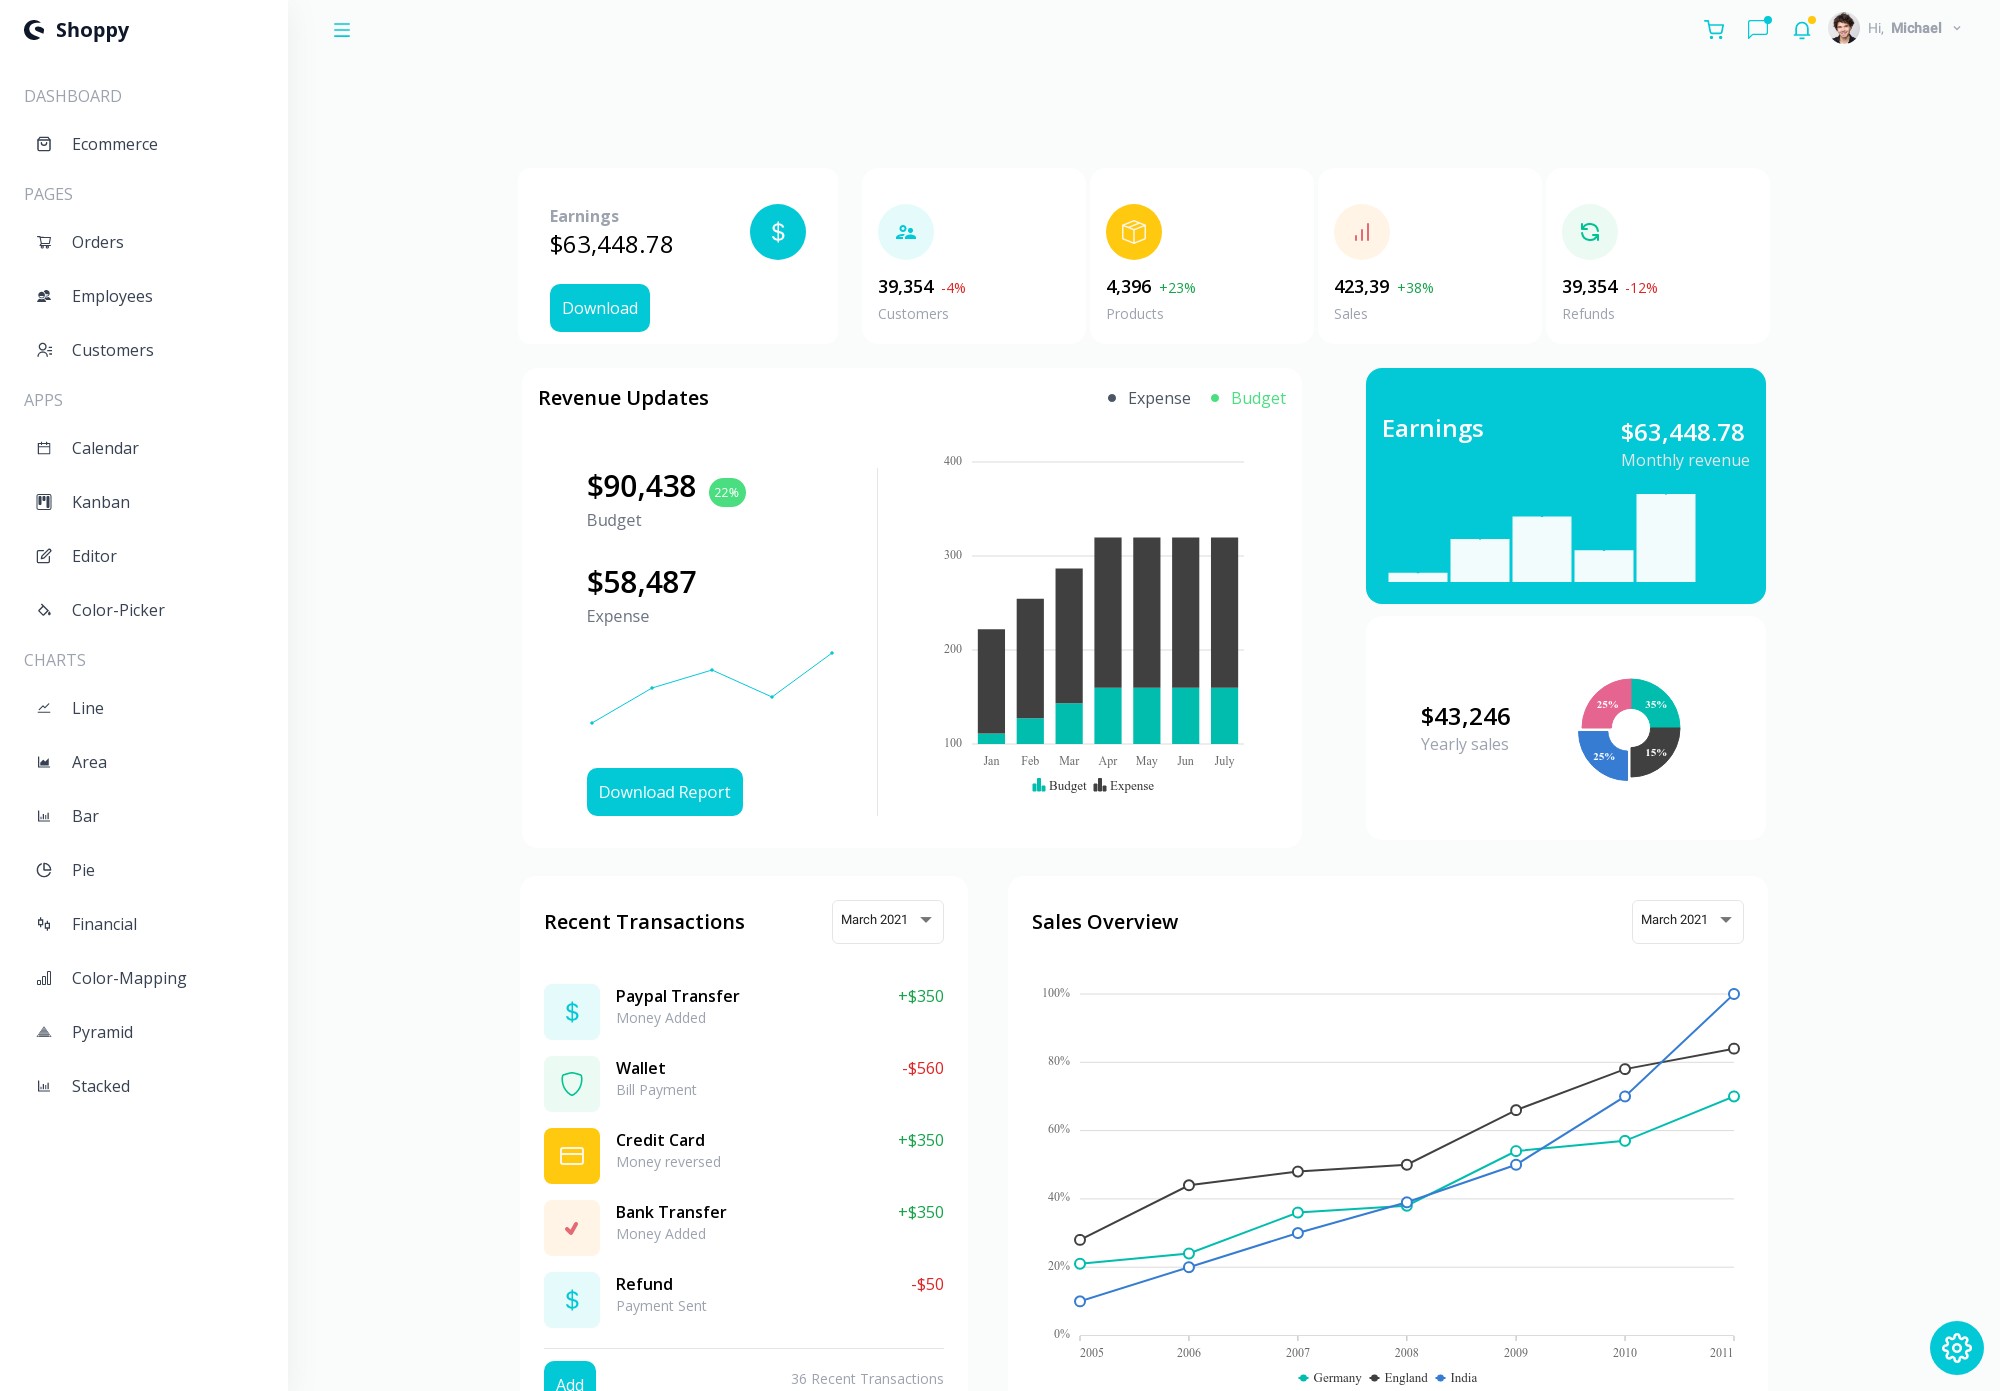 Shoppy
Hi, Michael
DASHBOARD
Ecommerce
PAGES
Orders
Employees
Customers
APPS
Calendar
Kanban
Editor
Color-Picker
CHARTS
Line
Area
Bar
Pie
Financial
Color-Mapping
Pyramid
Stacked
Earnings
$63,448.78
$
Download
39,354 -4%
Customers
4,396 +23%
Products
423,39 +38%
Sales
39,354 -12%
Refunds
Revenue Updates
Expense Budget
$90,438 22%
Budget
$58,487
Expense
Download Report
400
300
200
100
Jan Feb Mar Apr May Jun July
Budget Expense
Earnings
$63,448.78
Monthly revenue
$43,246
Yearly sales
25% 35%
25% 15%
Recent Transactions
March 2021
$
Paypal Transfer +$350
Money Added
Wallet -$560
Bill Payment
Credit Card +$350
Money reversed
Bank Transfer +$350
Money Added
$
Refund -$50
Payment Sent
Add
36 Recent Transactions
Sales Overview
March 2021
100%
80%
60%
40%
20%
0%
2005 2006 2007 2008 2009 2010 2011
Germany England India